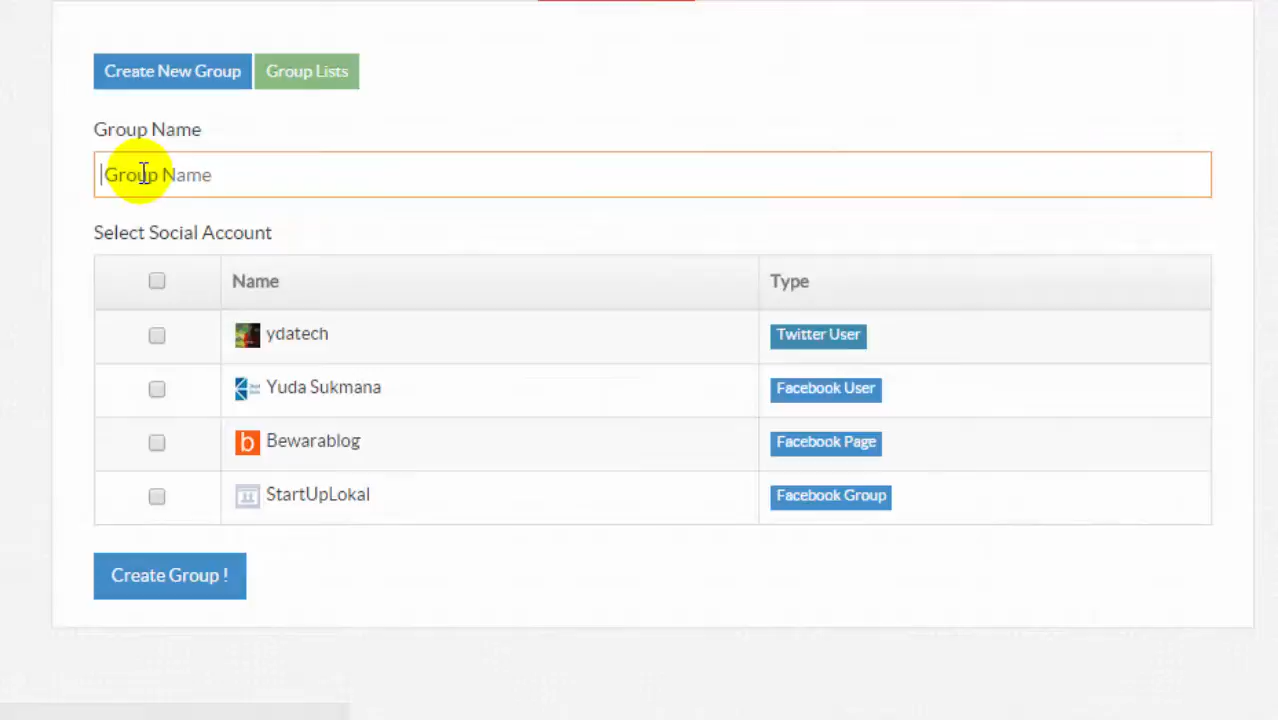 Create New Group Group Lists
Group Name
Group Name
Select Social Account
Name Type
ydatech Twitter User
Yuda Sukmana Facebook User
b Bewarablog Facebook Page
StartUpLokal Facebook Group
Create Group !